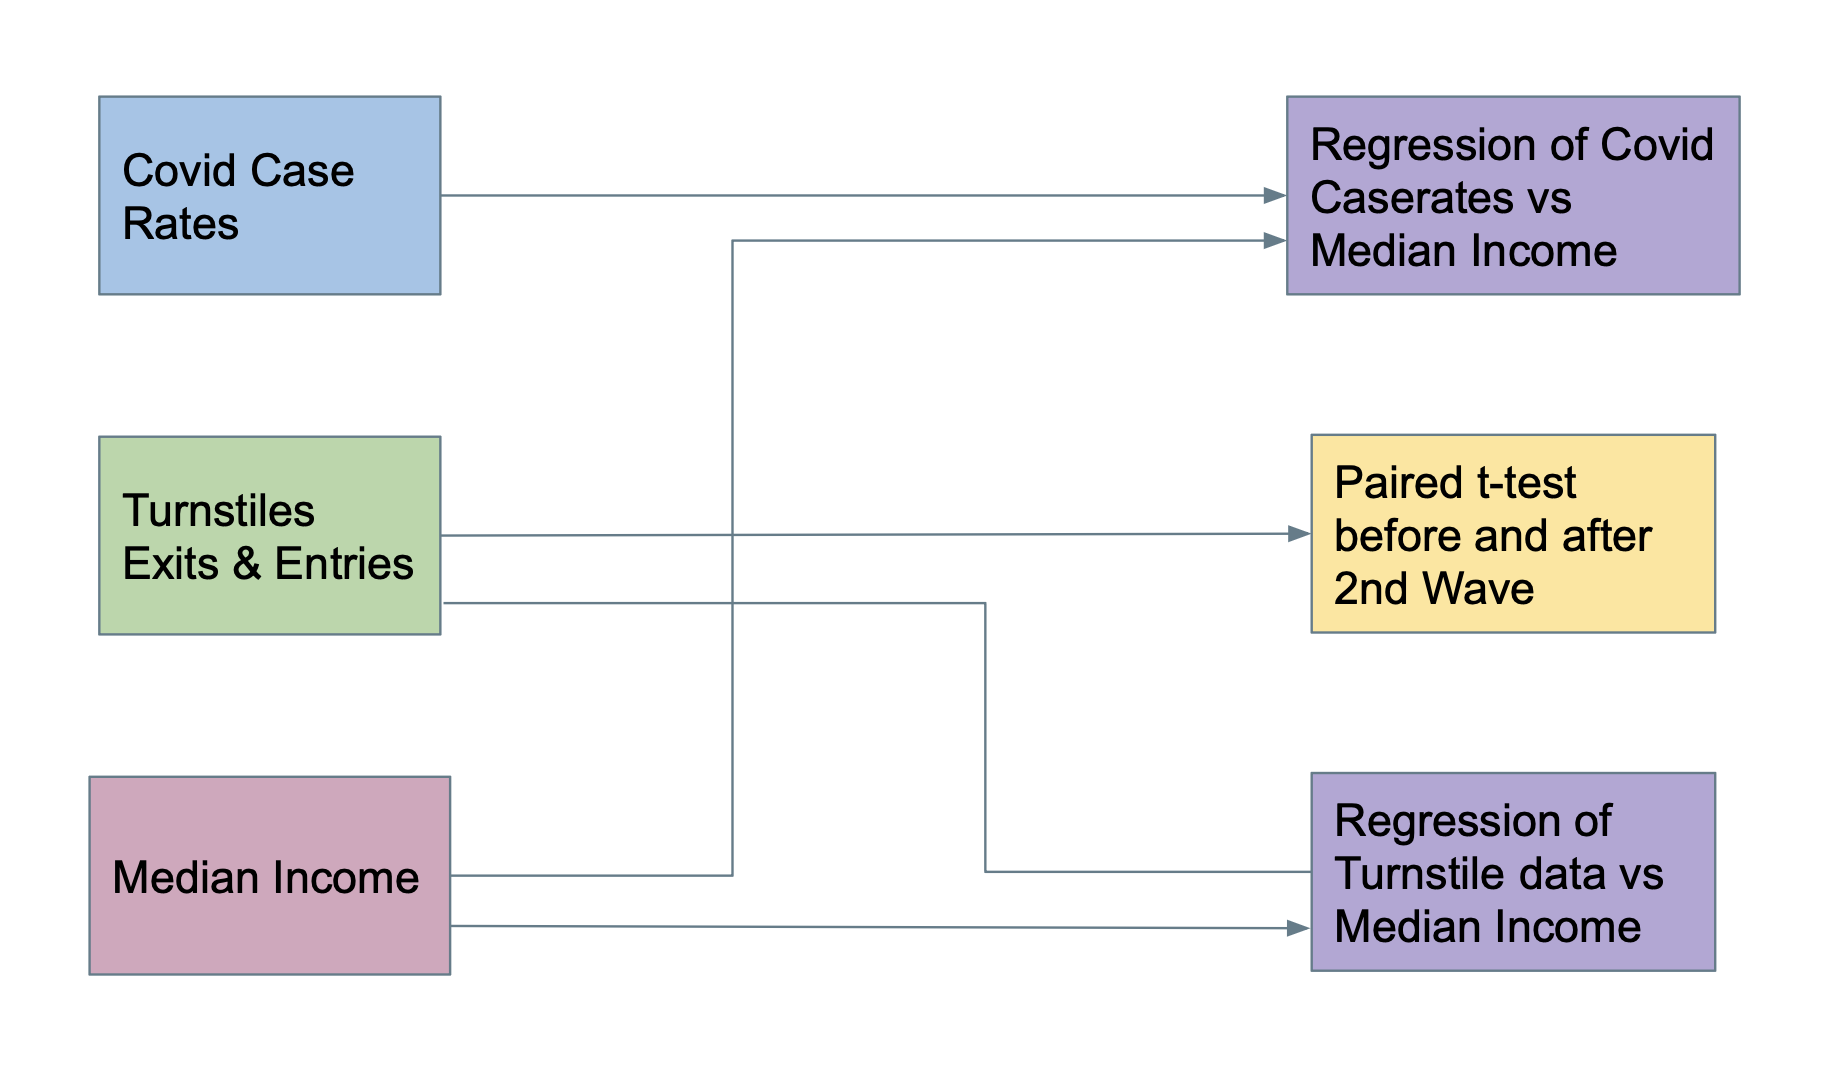 Covid Case
Rates
Regression of Covid
Caserates vs
Median Income
Turnstiles
Exits & Entries
Paired t-test
before and after
2nd Wave
Median Income
Regression of
Turnstile data vs
Median Income